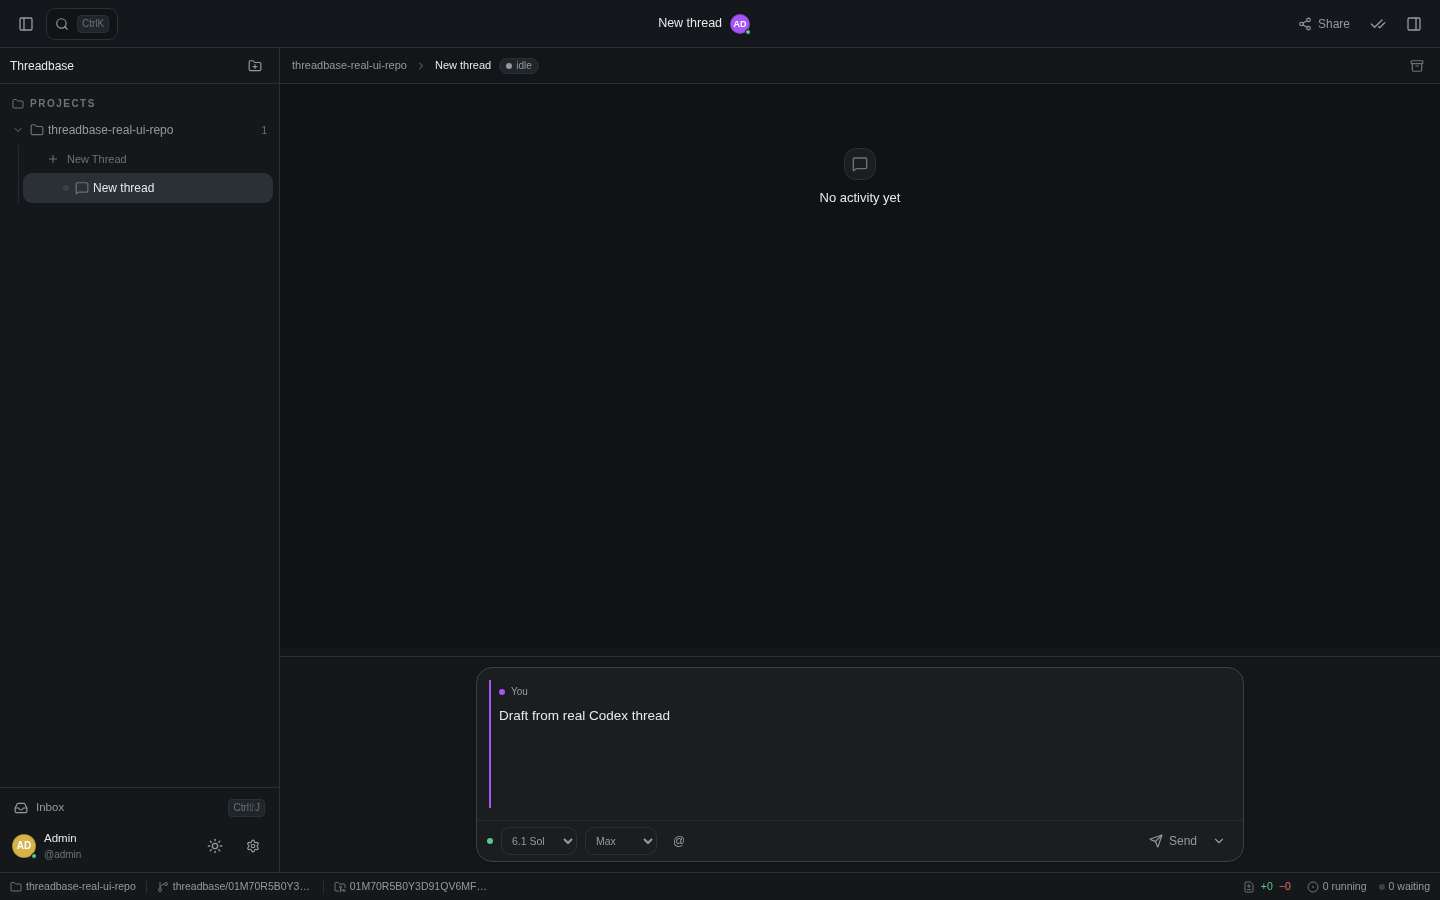 CtrlK
New thread
AD
Share
Threadbase
threadbase-real-ui-repo
New thread
idle
PROJECTS
threadbase-real-ui-repo
1
New Thread
New thread
No activity yet
You
Draft from real Codex thread
6.1 Sol
Max
@
Send
Inbox
Ctrl⇧J
AD
Admin
@admin
threadbase-real-ui-repo
threadbase/01M70R5B0Y3…
01M70R5B0Y3D91QV6MF…
+0 −0
0 running
0 waiting